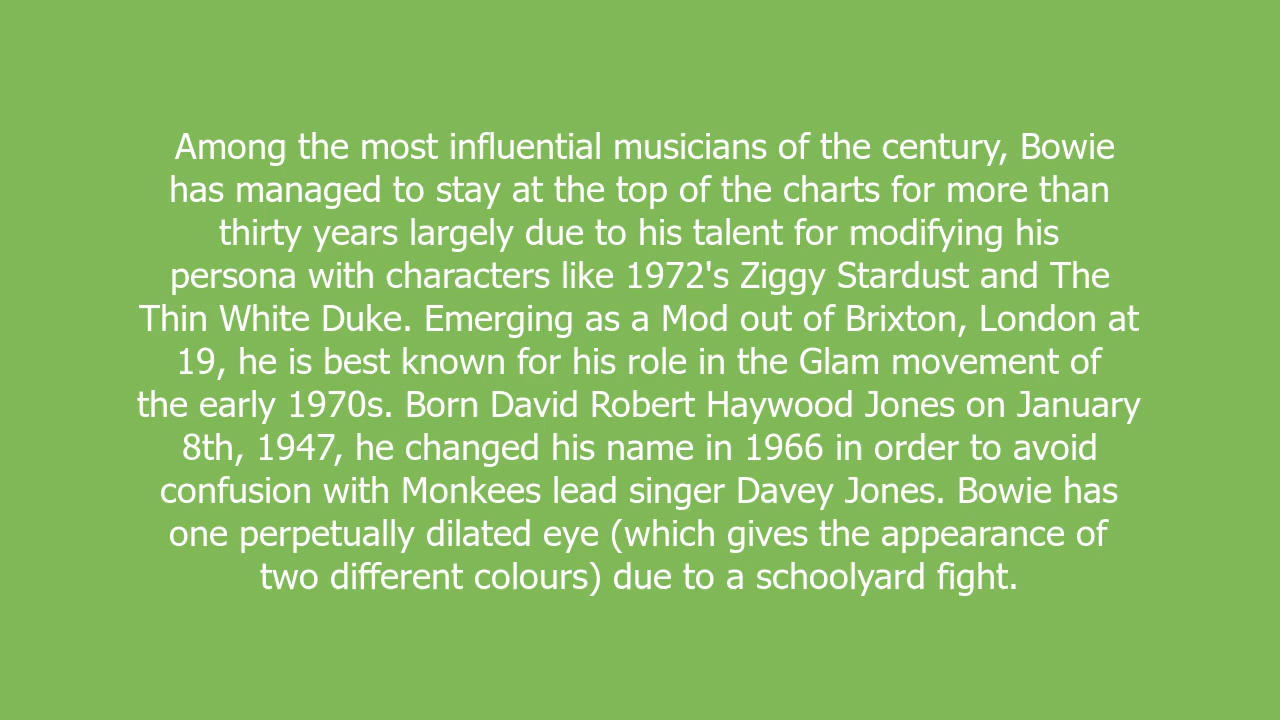 Among the most influential musicians of the century, Bowie
has managed to stay at the top of the charts for more than
thirty years largely due to his talent for modifying his
persona with characters like 1972's Ziggy Stardust and The
Thin White Duke. Emerging as a Mod out of Brixton, London at
19, he is best known for his role in the Glam movement of
the early 1970s. Born David Robert Haywood Jones on January
8th, 1947, he changed his name in 1966 in order to avoid
confusion with Monkees lead singer Davey Jones. Bowie has
one perpetually dilated eye (which gives the appearance of
two different colours) due to a schoolyard fight.